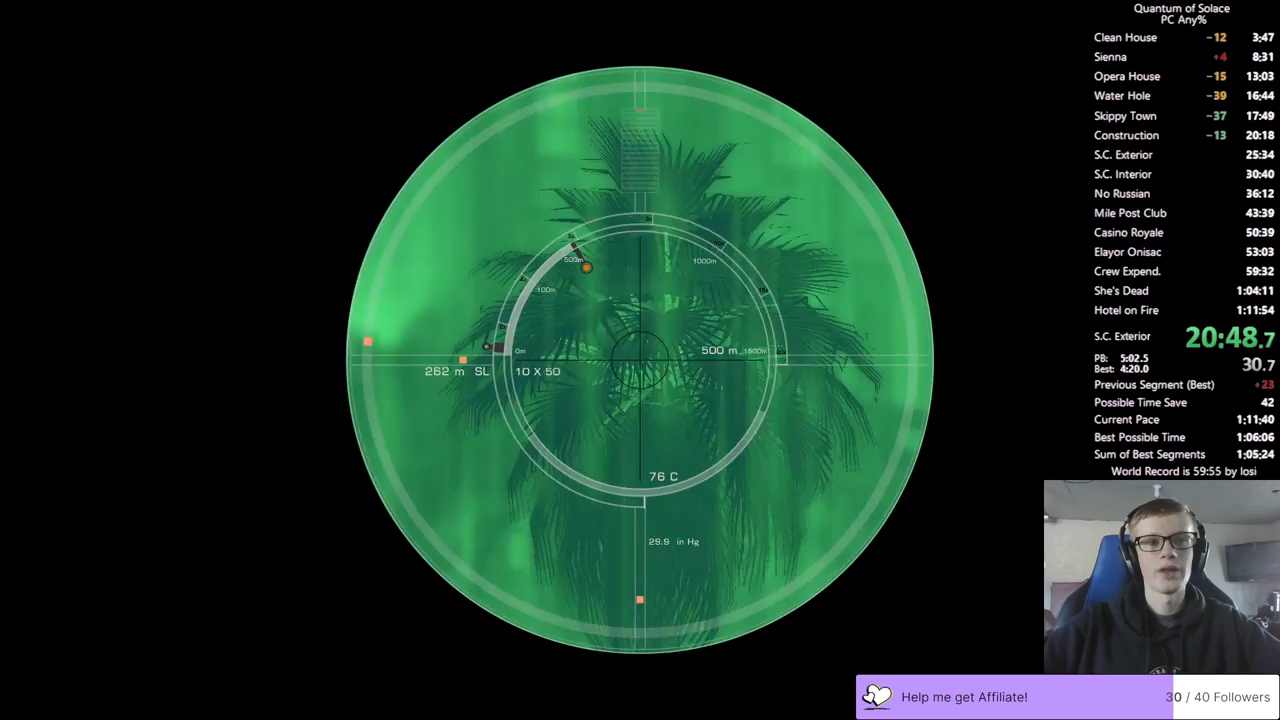 Quantum of Solace
PC Any%
Clean House -12 3:47
Sienna +4 8:31
Opera House -15 13:03
Water Hole -39 16:44
Skippy Town -37 17:49
Construction -13 20:18
S.C. Exterior 25:34
S.C. Interior 30:40
No Russian 36:12
Mile Post Club 43:39
Casino Royale 50:39
Elayor Onisac 53:03
Crew Expend. 59:32
She's Dead 1:04:11
Hotel on Fire 1:11:54
S.C. Exterior 20:48.7
PB: 5:02.5
Best: 4:20.0 30.7
Previous Segment (Best) +23
Possible Time Save 42
Current Pace 1:11:40
Best Possible Time 1:06:06
Sum of Best Segments 1:05:24
World Record is 59:55 by losi
500m
1000m
100m
0m
500 m 1500m
262 m SL 10 X 50
76 C
29.9 in Hg
Help me get Affiliate! 30 / 40 Followers